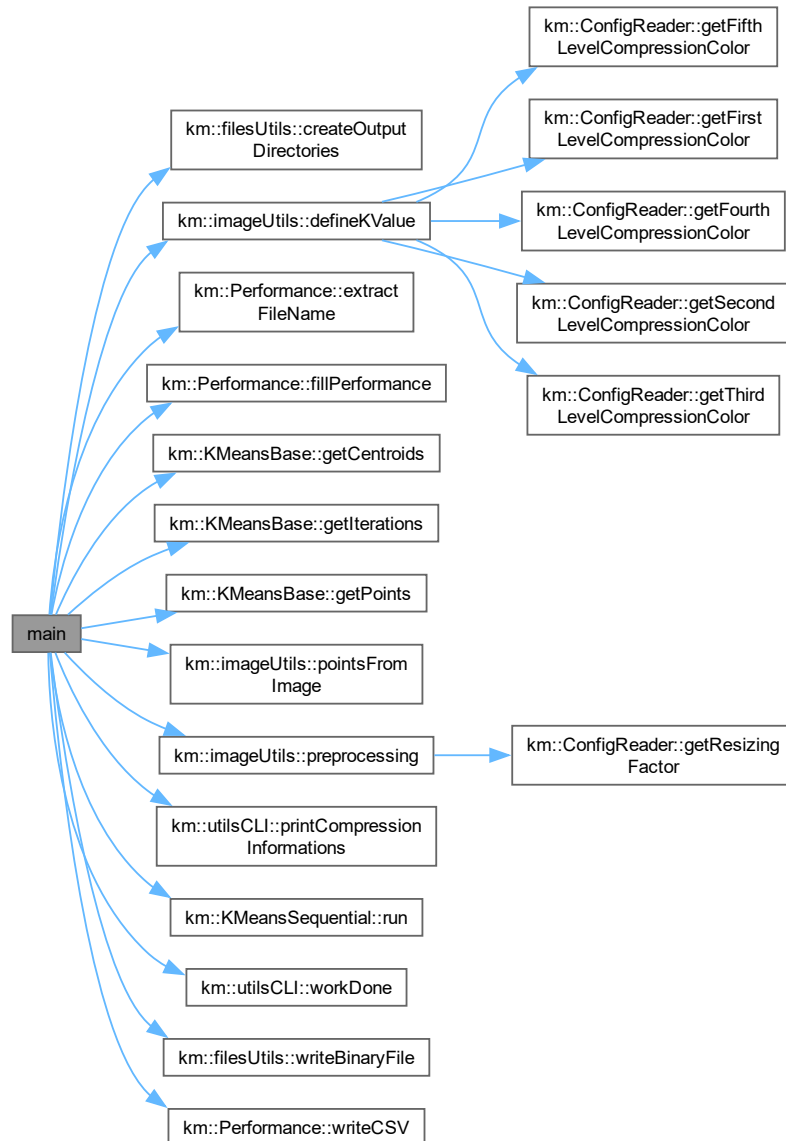 main
km::filesUtils::createOutput
Directories
km::imageUtils::defineKValue
km::Performance::extract
FileName
km::Performance::fillPerformance
km::KMeansBase::getCentroids
km::KMeansBase::getIterations
km::KMeansBase::getPoints
km::imageUtils::pointsFrom
Image
km::imageUtils::preprocessing
km::utilsCLI::printCompression
Informations
km::KMeansSequential::run
km::utilsCLI::workDone
km::filesUtils::writeBinaryFile
km::Performance::writeCSV
km::ConfigReader::getFifth
LevelCompressionColor
km::ConfigReader::getFirst
LevelCompressionColor
km::ConfigReader::getFourth
LevelCompressionColor
km::ConfigReader::getSecond
LevelCompressionColor
km::ConfigReader::getThird
LevelCompressionColor
km::ConfigReader::getResizing
Factor